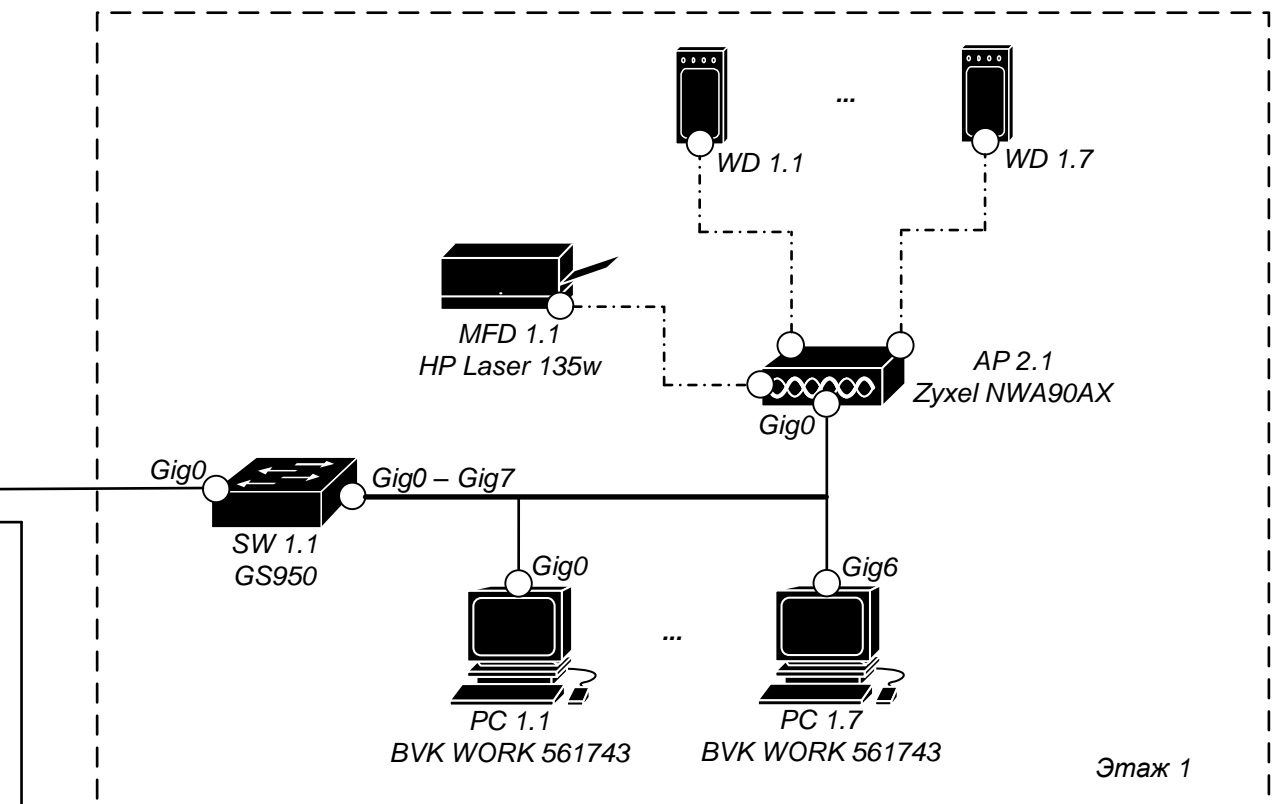 ...
WD 1.1
WD 1.7
MFD 1.1
HP Laser 135w
AP 2.1
Zyxel NWA90AX
Gig0
Gig0
Gig0 – Gig7
SW 1.1
GS950
Gig0
Gig6
...
PC 1.1
BVK WORK 561743
PC 1.7
BVK WORK 561743
Этаж 1